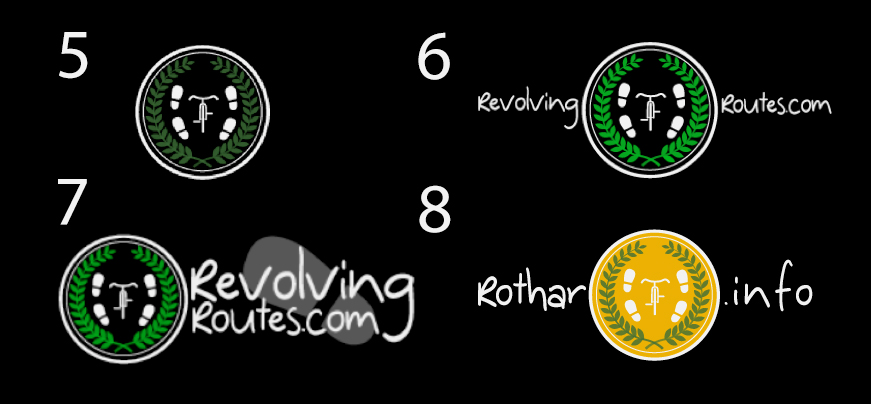 5
6
Revolving Routes.com
7
Revolving
Routes.com
8
Rothar .info